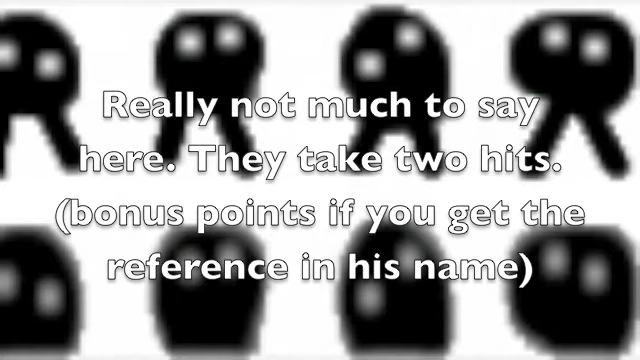 Really not much to say
here. They take two hits.
(bonus points if you get the
reference in his name)